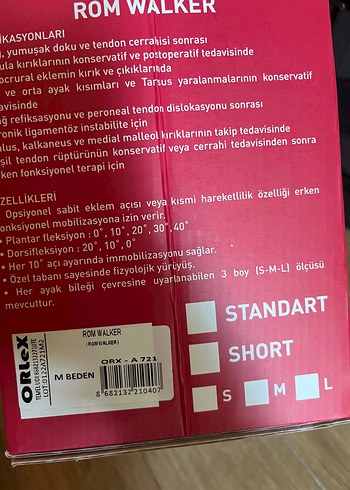 ROM WALKER
İKASYONLARI
, yumuşak doku ve tendon cerrahisi sonrası
ula kırıklarının konservatif ve postoperatif tedavisinde
ocrural eklemin kırık ve çıkıklarında
ve orta ayak kısımları ve Tarsus yaralanmalarının konservatif
avisinde
ğ refiksasyonu ve peroneal tendon dislokasyonu sonrası
ronik ligamentöz instabilite için
lus, kalkaneus ve medial malleol kırıklarının takip tedavisinde
şil tendon rüptürünün konservatif veya cerrahi tedavisinden sonra
rken fonksiyonel terapi için
ZELLİKLERİ
Opsiyonel sabit eklem açısı veya kısmi hareketlilik özelliği erken
onksiyonel mobilizasyona izin verir.
• Plantar fleksiyon : 0°, 10°, 20°, 30°, 40°
• Dorsifleksiyon : 20°, 10°, 0°
• Her 10° açı ayarında immobilizasyonu sağlar.
• Özel tabanı sayesinde fizyolojik yürüyüş.
• Her ayak bileği çevresine uyarlanabilen 3 boy (S-M-L) ölçüsü
mevcuttur.
STANDART
SHORT
S M L
ORLEX
LOT:0122A721A2
ROM WALKER
(ROMWALKER)
M BEDEN
ORX - A 721
8 682132 210407